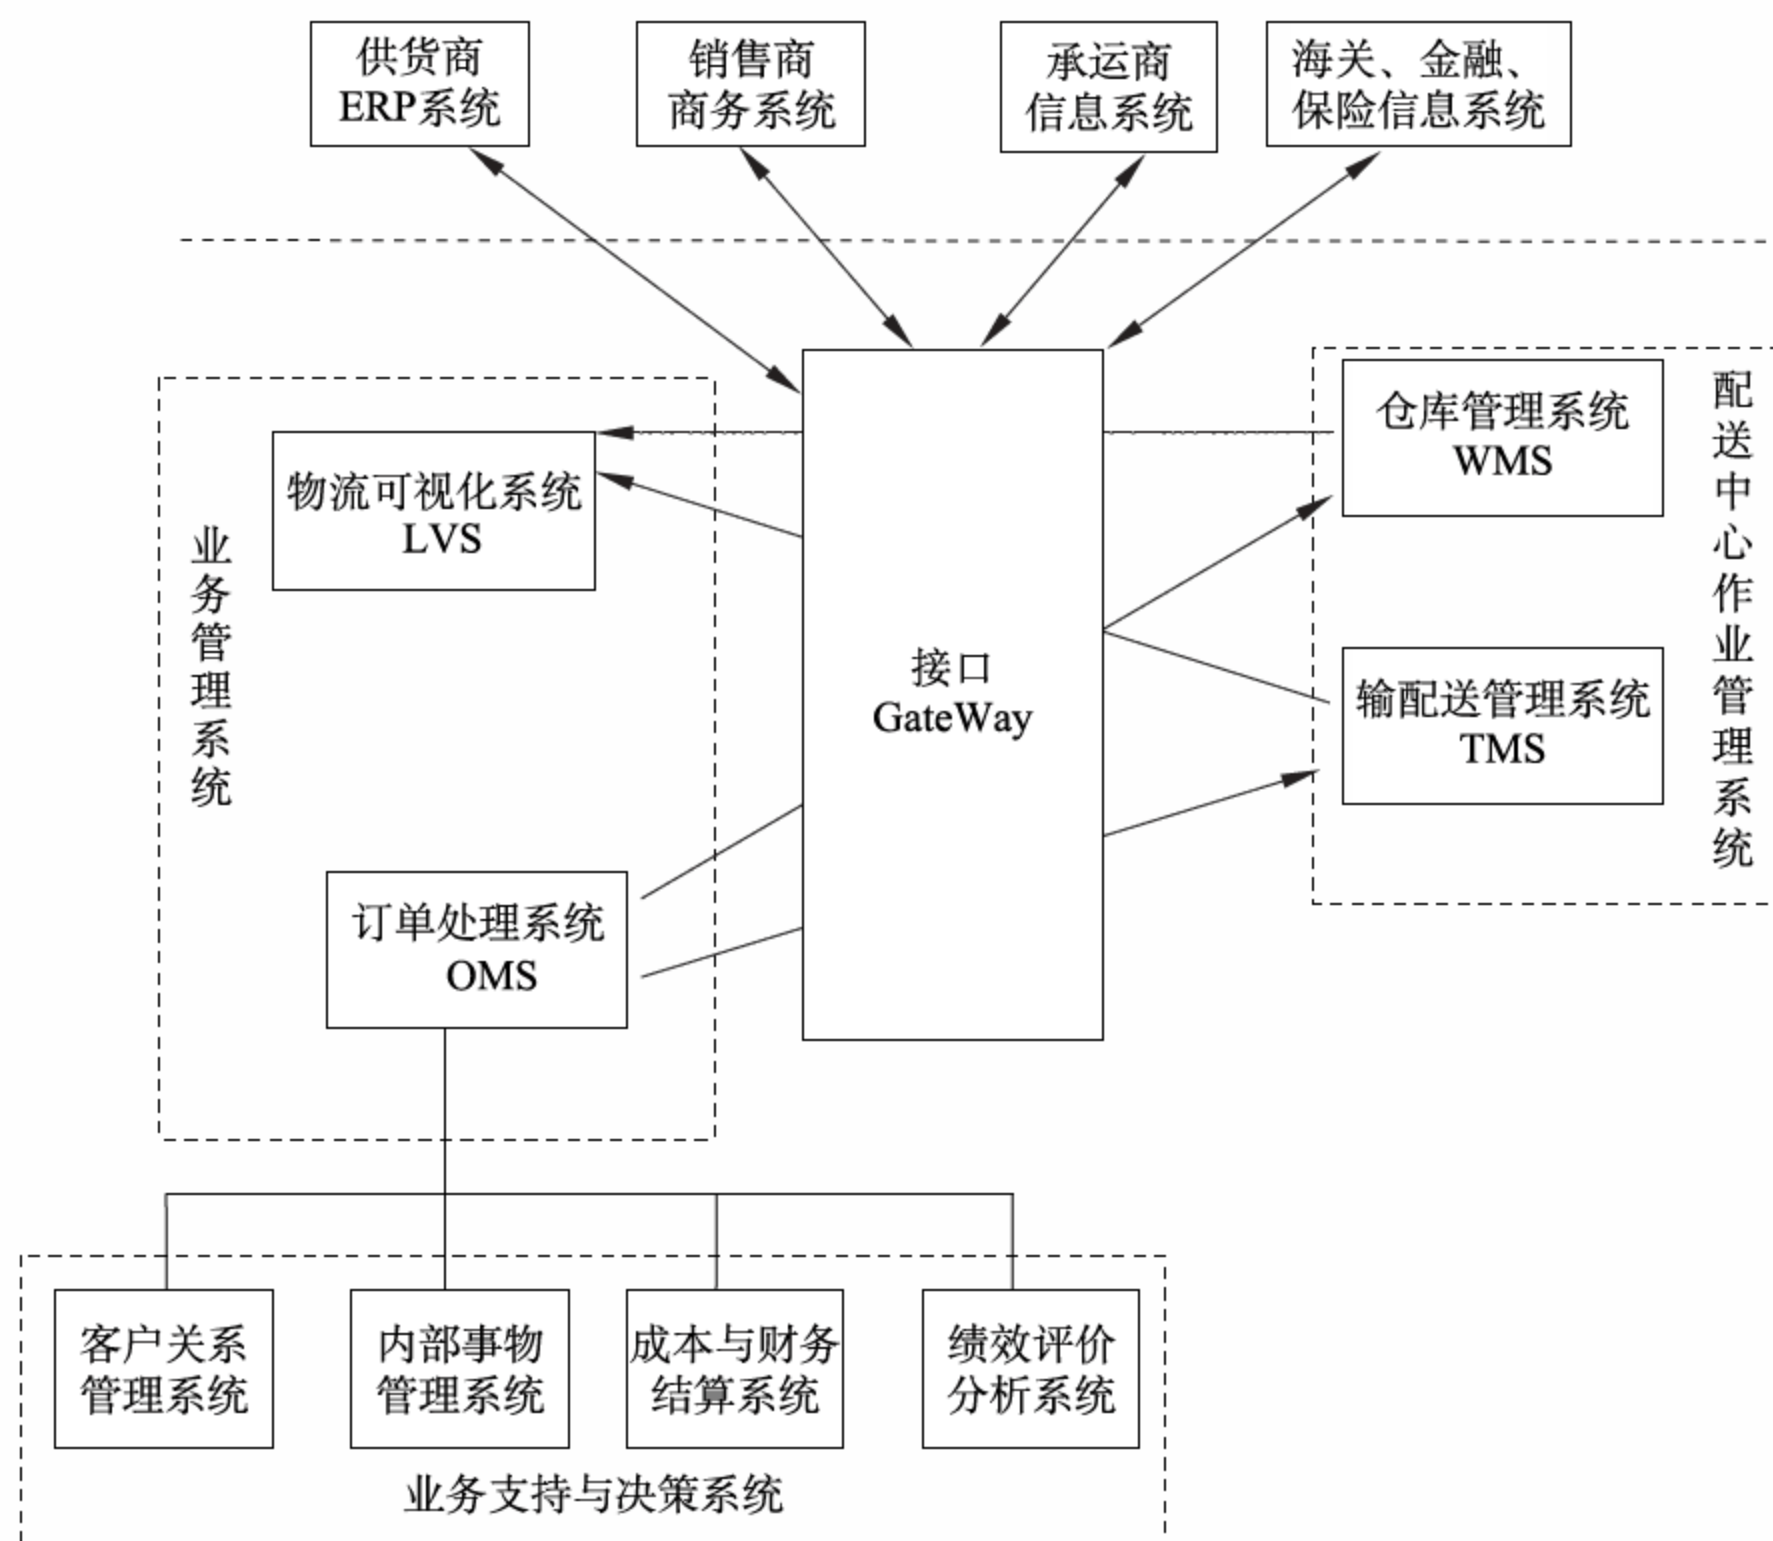 供货商
ERP系统
销售商
商务系统
承运商
信息系统
海关、金融、
保险信息系统
业务管理系统
物流可视化系统
LVS
订单处理系统
OMS
接口
GateWay
仓库管理系统
WMS
输配送管理系统
TMS
配送中心作业管理系统
客户关系
管理系统
内部事物
管理系统
成本与财务
结算系统
绩效评价
分析系统
业务支持与决策系统